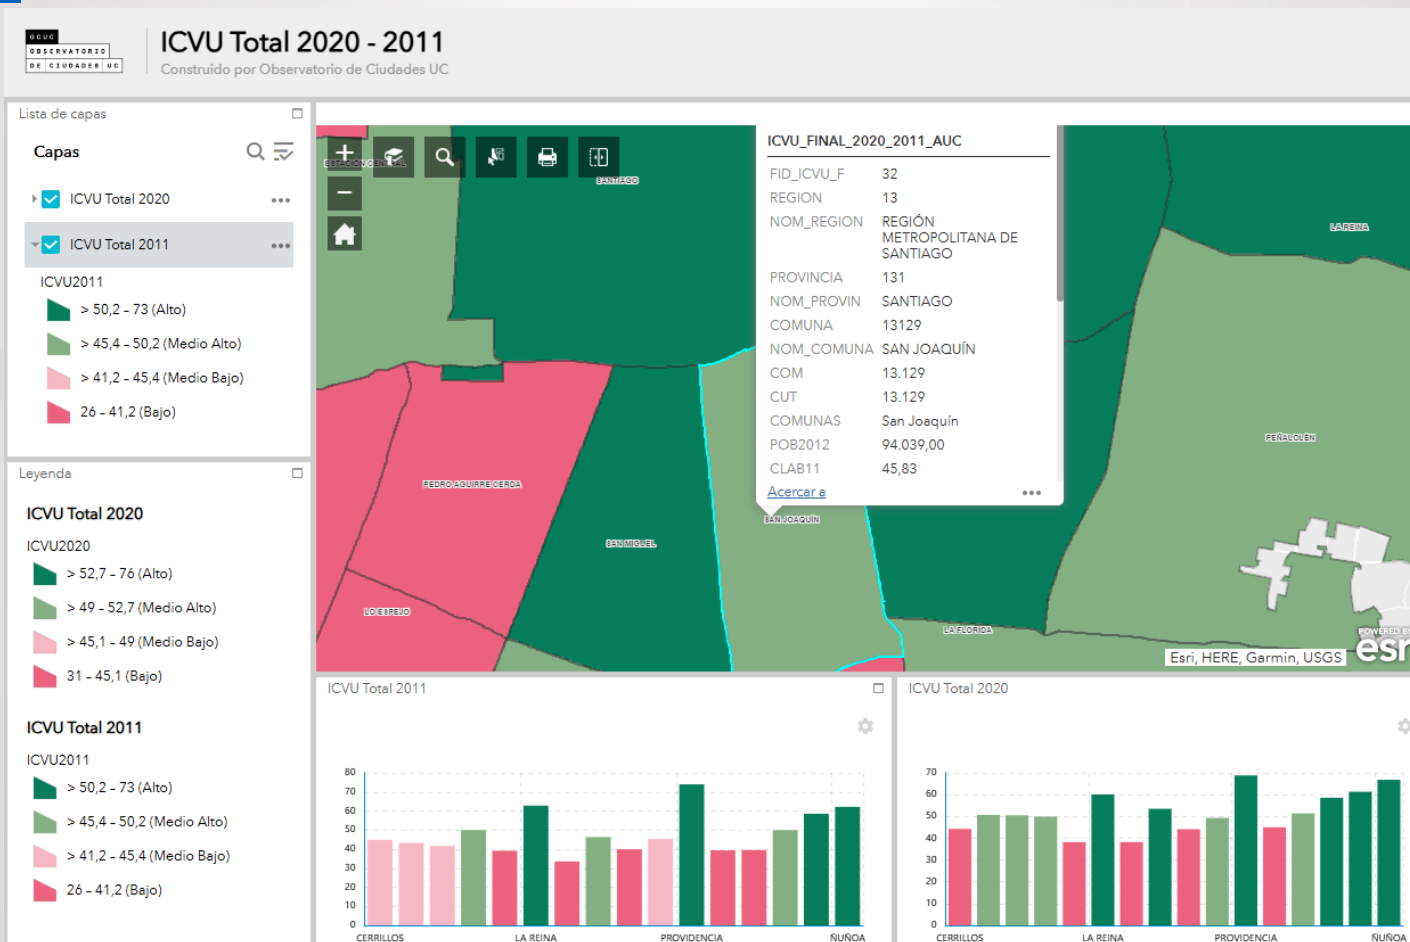 OCUC
OBSERVATORIO
DE CIUDADES UC
ICVU Total 2020 - 2011
Construido por Observatorio de Ciudades UC
Lista de capas
Capas
ICVU Total 2020
ICVU Total 2011
ICVU2011
> 50,2 – 73 (Alto)
> 45,4 – 50,2 (Medio Alto)
> 41,2 – 45,4 (Medio Bajo)
26 – 41,2 (Bajo)
Leyenda
ICVU Total 2020
ICVU2020
> 52,7 – 76 (Alto)
> 49 – 52,7 (Medio Alto)
> 45,1 – 49 (Medio Bajo)
31 – 45,1 (Bajo)
ICVU Total 2011
ICVU2011
> 50,2 – 73 (Alto)
> 45,4 – 50,2 (Medio Alto)
> 41,2 – 45,4 (Medio Bajo)
26 – 41,2 (Bajo)
ESTACIÓN CENTRAL
SANTIAGO
LA REINA
PEÑALOLÉN
PEDRO AGUIRRE CERDA
SAN MIGUEL
SAN JOAQUÍN
LO ESPEJO
LA FLORIDA
ICVU_FINAL_2020_2011_AUC
FID_ICVU_F 32
REGION 13
NOM_REGION REGIÓN
METROPOLITANA DE
SANTIAGO
PROVINCIA 131
NOM_PROVIN SANTIAGO
COMUNA 13129
NOM_COMUNA SAN JOAQUÍN
COM 13.129
CUT 13.129
COMUNAS San Joaquín
POB2012 94.039,00
CLAB11 45,83
Acercar a
POWERED BY
esri
Esri, HERE, Garmin, USGS
ICVU Total 2011
80
70
60
50
40
30
20
10
0
CERRILLOS LA REINA PROVIDENCIA ÑUÑOA
ICVU Total 2020
70
60
50
40
30
20
10
0
CERRILLOS LA REINA PROVIDENCIA ÑUÑOA